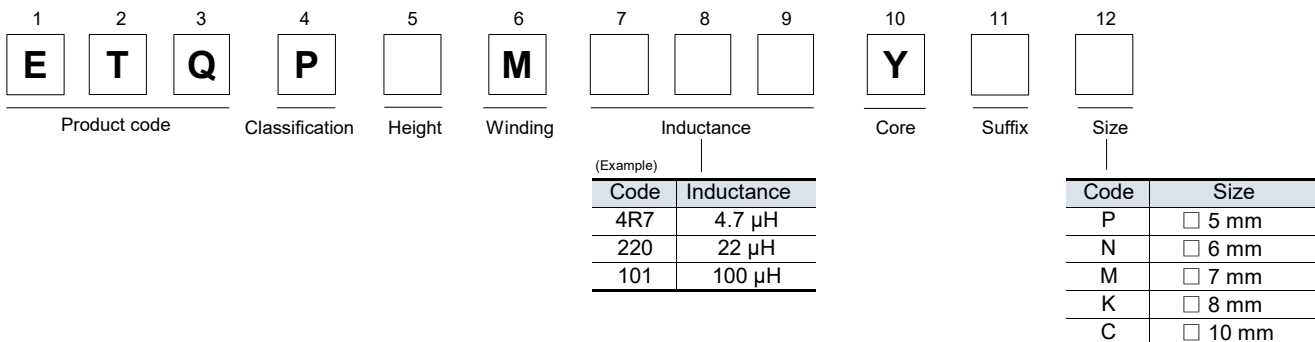 1 2 3 4 5 6 7 8 9 10 11 12
E T Q P M Y
Product code Classification Height Winding Inductance Core Suffix Size
(Example)
Code Inductance
4R7 4.7 µH
220 22 µH
101 100 µH
Code Size
P □ 5 mm
N □ 6 mm
M □ 7 mm
K □ 8 mm
C □ 10 mm